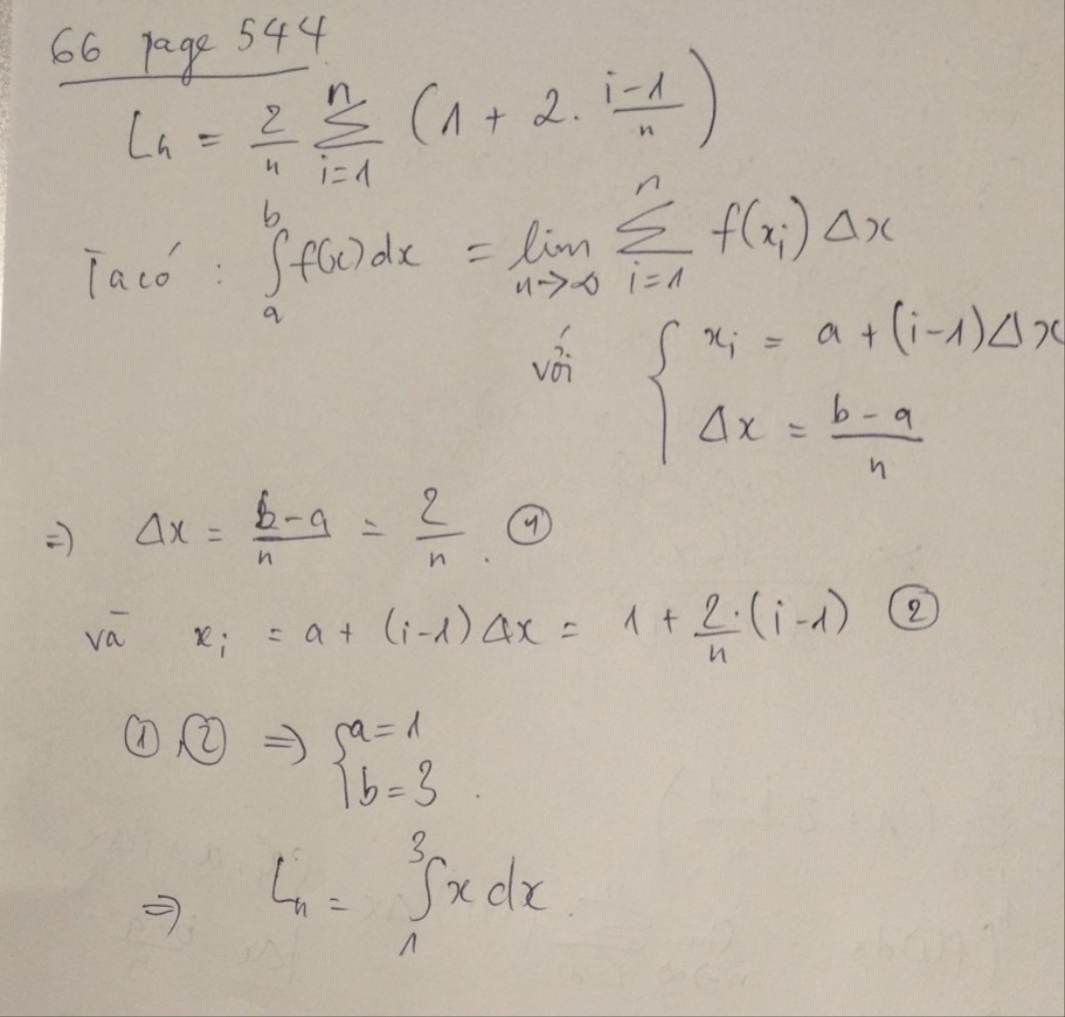 66 page 544
Lₙ = 2/n ∑_{i=1}^{n} (1 + 2. (i-1)/n)
Ta có : ∫_a^b f(x)dx = lim_{n→∞} ∑_{i=1}^{n} f(x_i) Δx
với { x_i = a + (i-1)Δx
Δx = (b-a)/n
⇒ Δx = (b-a)/n = 2/n . ①
và x_i = a + (i-1) Δx = 1 + 2/n.(i-1) ②
①, ② ⇒ { a = 1
b = 3 .
⇒ Lₙ = ∫_1^3 x dx.